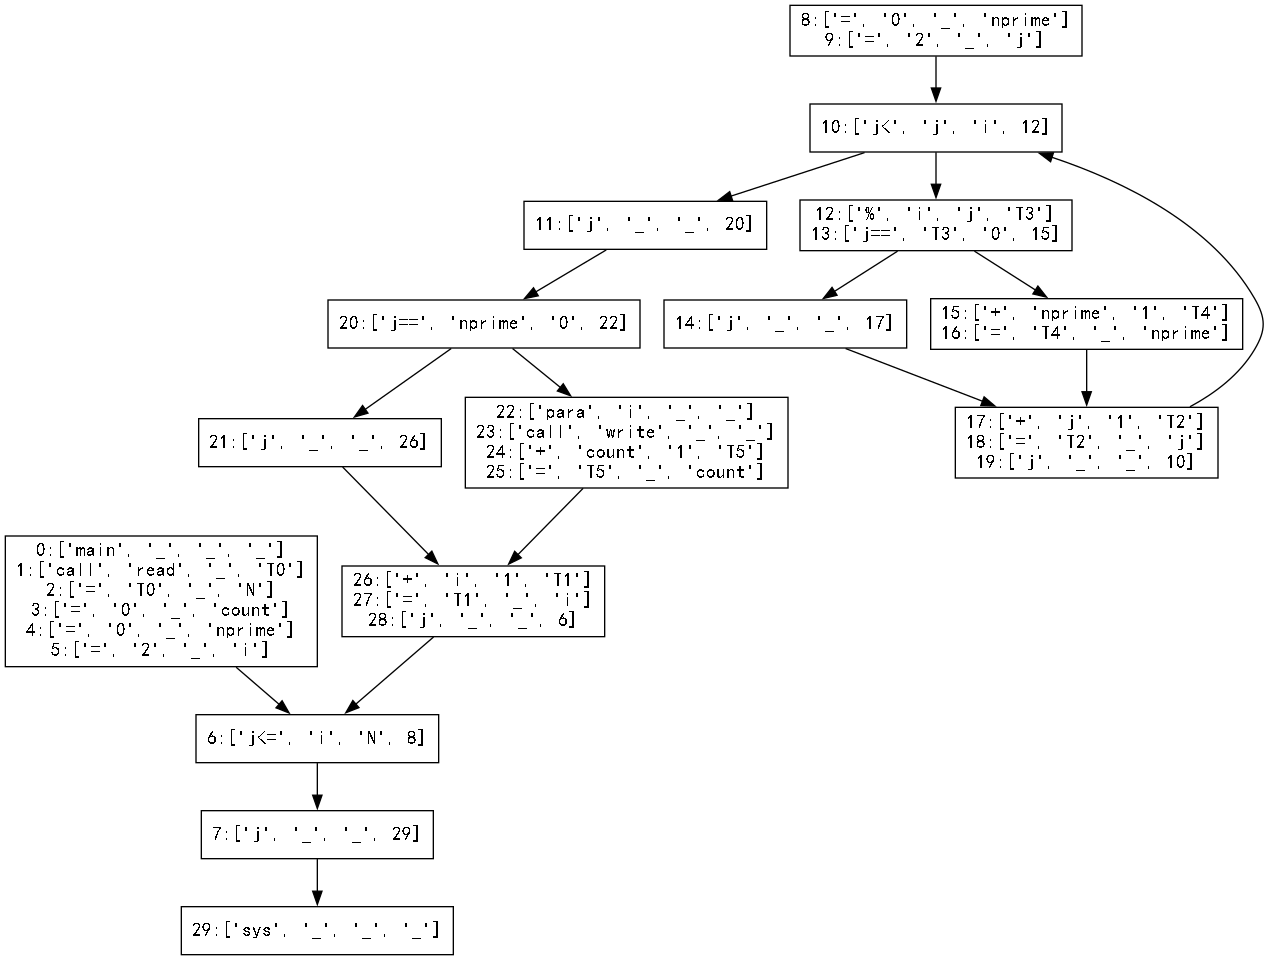 8:['=', '0', '_', 'nprime']
9:['=', '2', '_', 'j']
10:['j<', 'j', 'i', 12]
11:['j', '_', '_', 20]
12:['%', 'i', 'j', 'T3']
13:['j==', 'T3', '0', 15]
20:['j==', 'nprime', '0', 22]
14:['j', '_', '_', 17]
15:['+', 'nprime', '1', 'T4']
16:['=', 'T4', '_', 'nprime']
21:['j', '_', '_', 26]
22:['para', 'i', '_', '_']
23:['call', 'write', '_', '_']
24:['+', 'count', '1', 'T5']
25:['=', 'T5', '_', 'count']
17:['+', 'j', '1', 'T2']
18:['=', 'T2', '_', 'j']
19:['j', '_', '_', 10]
0:['main', '_', '_', '_']
1:['call', 'read', '_', 'T0']
2:['=', 'T0', '_', 'N']
3:['=', '0', '_', 'count']
4:['=', '0', '_', 'nprime']
5:['=', '2', '_', 'i']
26:['+', 'i', '1', 'T1']
27:['=', 'T1', '_', 'i']
28:['j', '_', '_', 6]
6:['j<=', 'i', 'N', 8]
7:['j', '_', '_', 29]
29:['sys', '_', '_', '_']